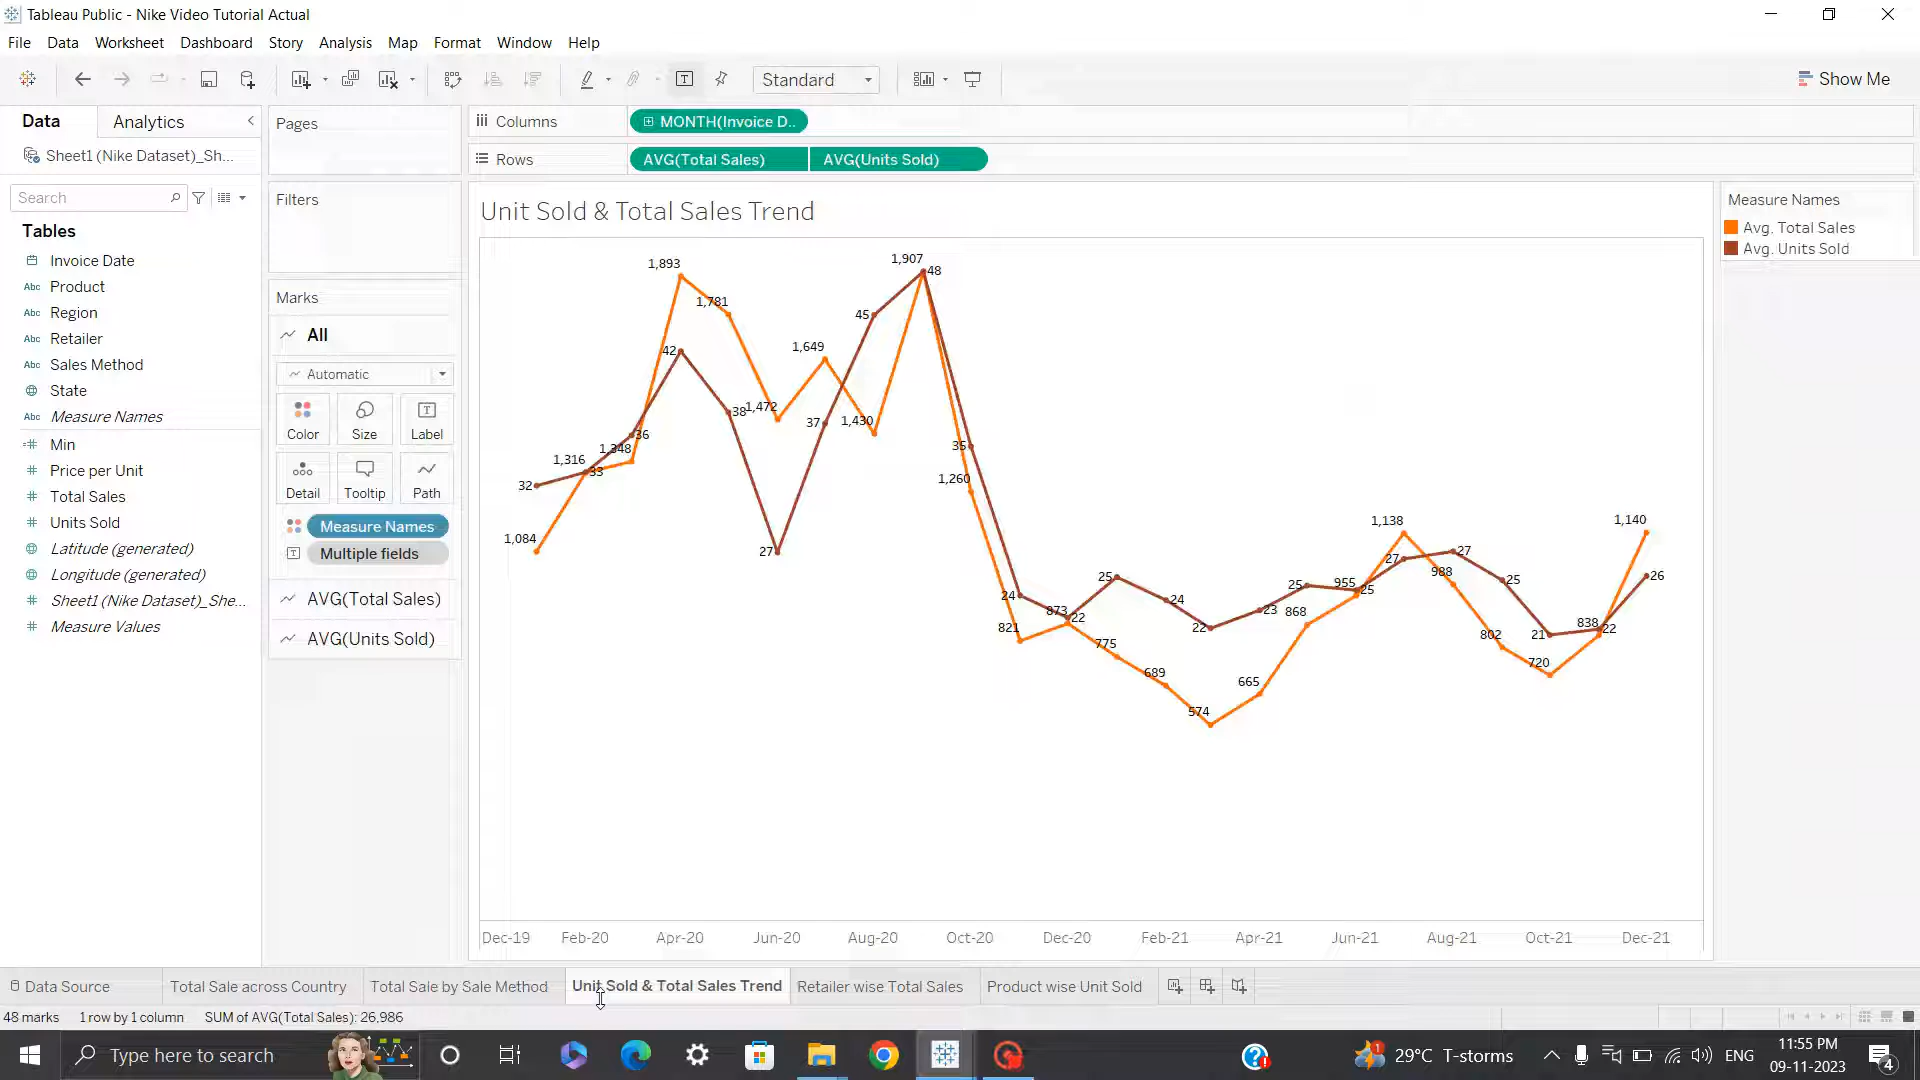 Tableau Public - Nike Video Tutorial Actual
File Data Worksheet Dashboard Story Analysis Map Format Window Help
Standard
Show Me
Data Analytics
Sheet1 (Nike Dataset)_Sh...
Search
Tables
Invoice Date
Abc Product
Abc Region
Abc Retailer
Abc Sales Method
State
Abc Measure Names
Min
Price per Unit
Total Sales
Units Sold
Latitude (generated)
Longitude (generated)
Sheet1 (Nike Dataset)_She...
Measure Values
Pages
Filters
Marks
All
Automatic
Color Size Label
Detail Tooltip Path
Measure Names
Multiple fields
AVG(Total Sales)
AVG(Units Sold)
Columns MONTH(Invoice D..
Rows AVG(Total Sales) AVG(Units Sold)
Unit Sold & Total Sales Trend
1,907
1,893
48
1,781
45
1,649
42
38 1,472
37 1,430
36
1,348
35
1,316
33
32
1,260
1,084
27
1,138
1,140
27
27
988
25
955
25
25
868
25
26
24
873
22
24
23
821
22
21
838
22
775
802
689
665
720
574
Dec-19 Feb-20 Apr-20 Jun-20 Aug-20 Oct-20 Dec-20 Feb-21 Apr-21 Jun-21 Aug-21 Oct-21 Dec-21
Measure Names
Avg. Total Sales
Avg. Units Sold
Data Source Total Sale across Country Total Sale by Sale Method Unit Sold & Total Sales Trend Retailer wise Total Sales Product wise Unit Sold
48 marks 1 row by 1 column SUM of AVG(Total Sales): 26,986
Type here to search
1
29°C T-storms
ENG
11:55 PM
09-11-2023
4